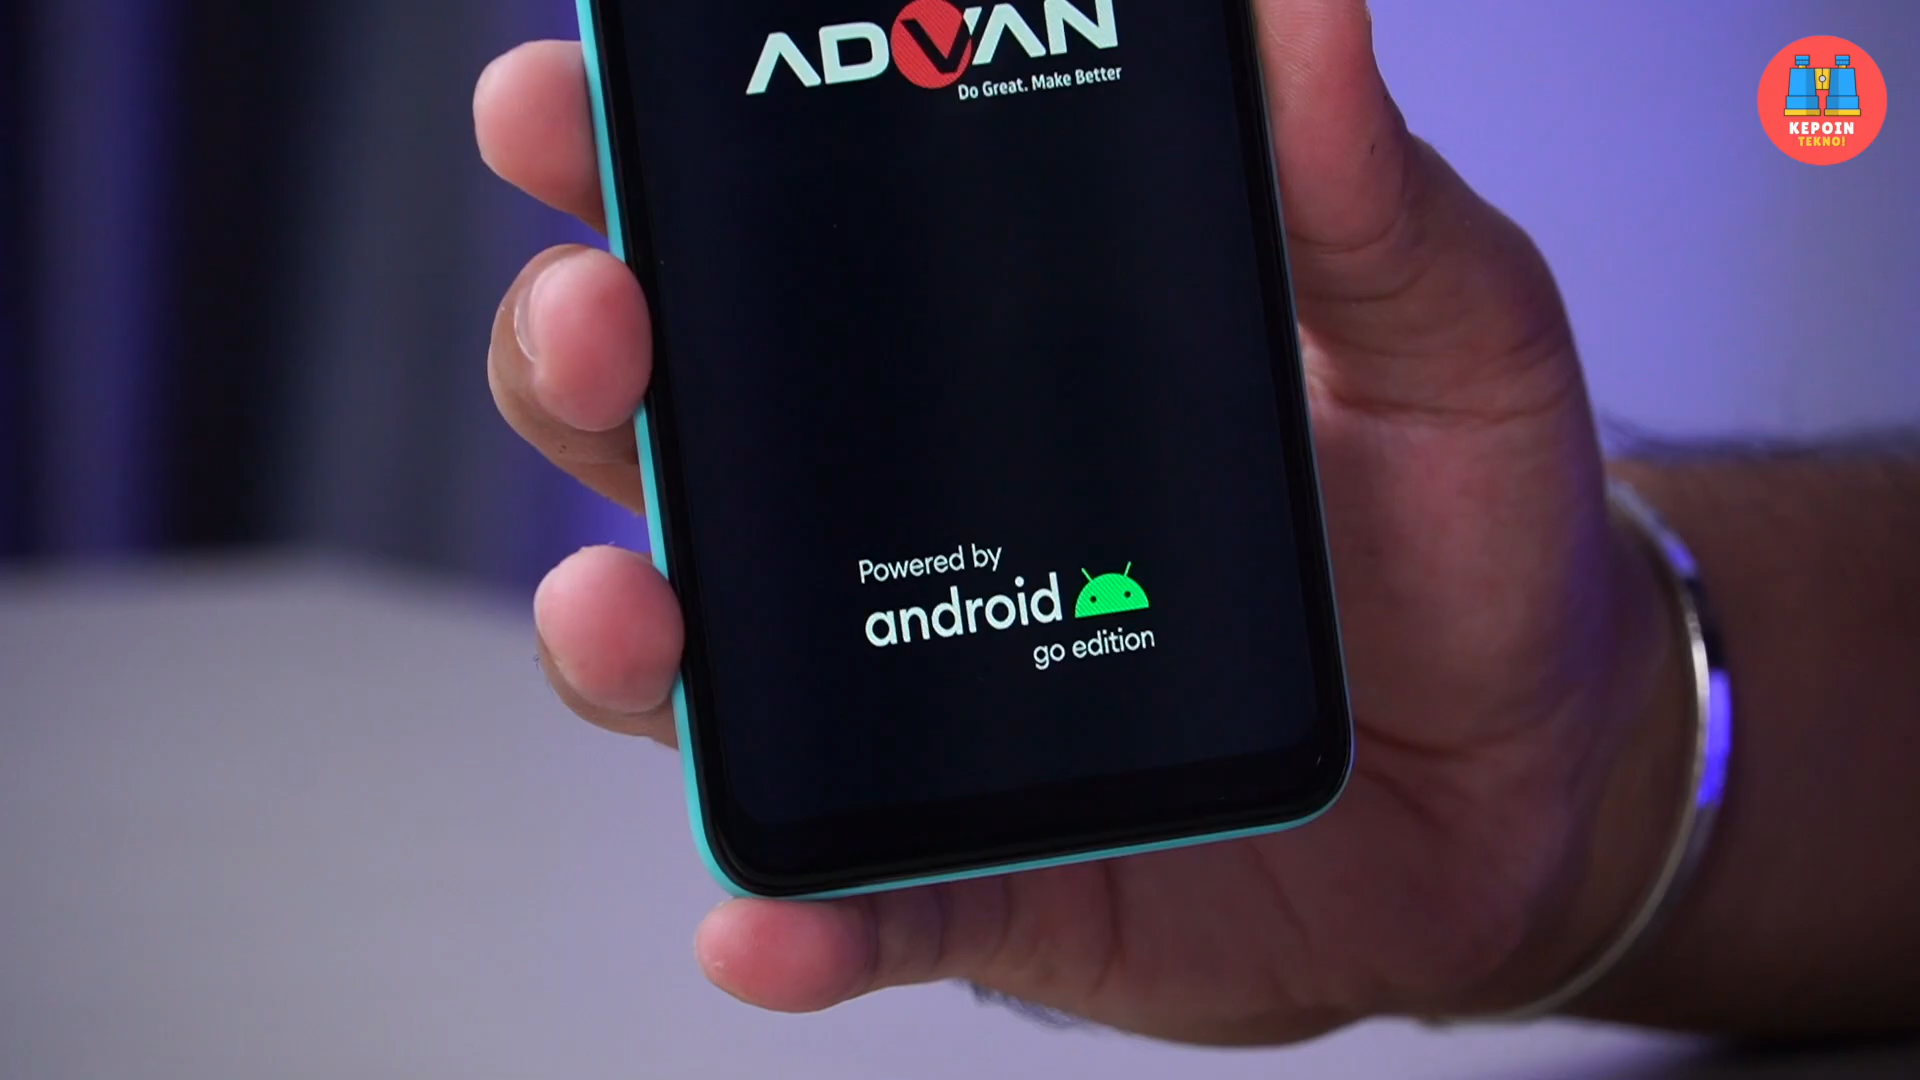 ADVAN
Do Great. Make Better
KEPOIN
TEKNO!
Powered by
android
go edition